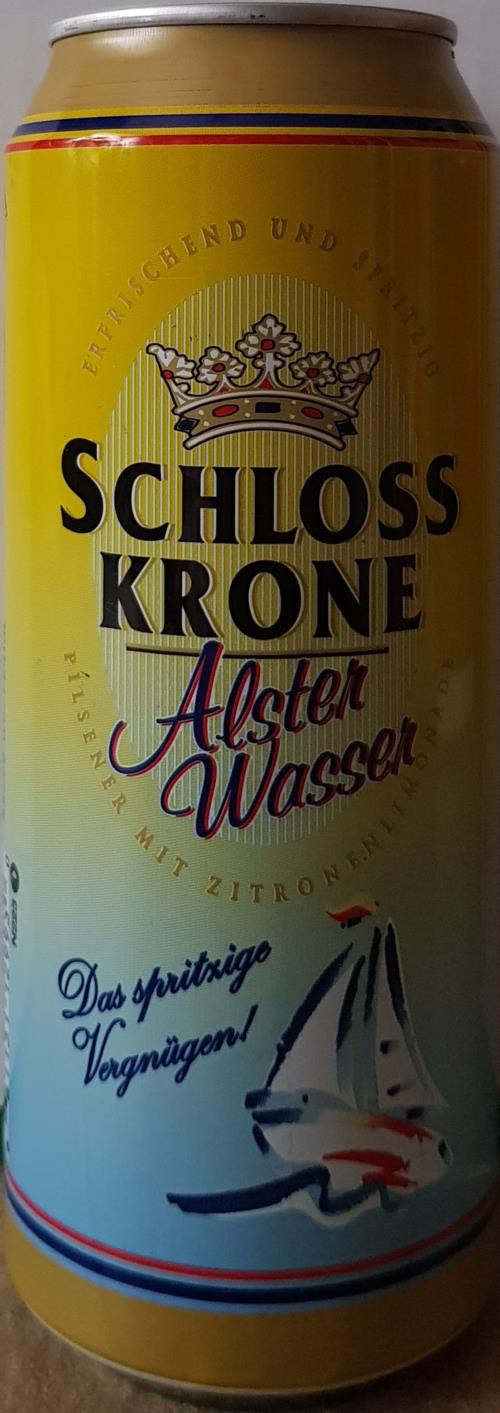 ERFRISCHEND UND SPRITZIG
SCHLOSS
KRONE
Alster
Wasser
PILSENER MIT ZITRONENLIMONADE
Das spritzige
Vergnügen!